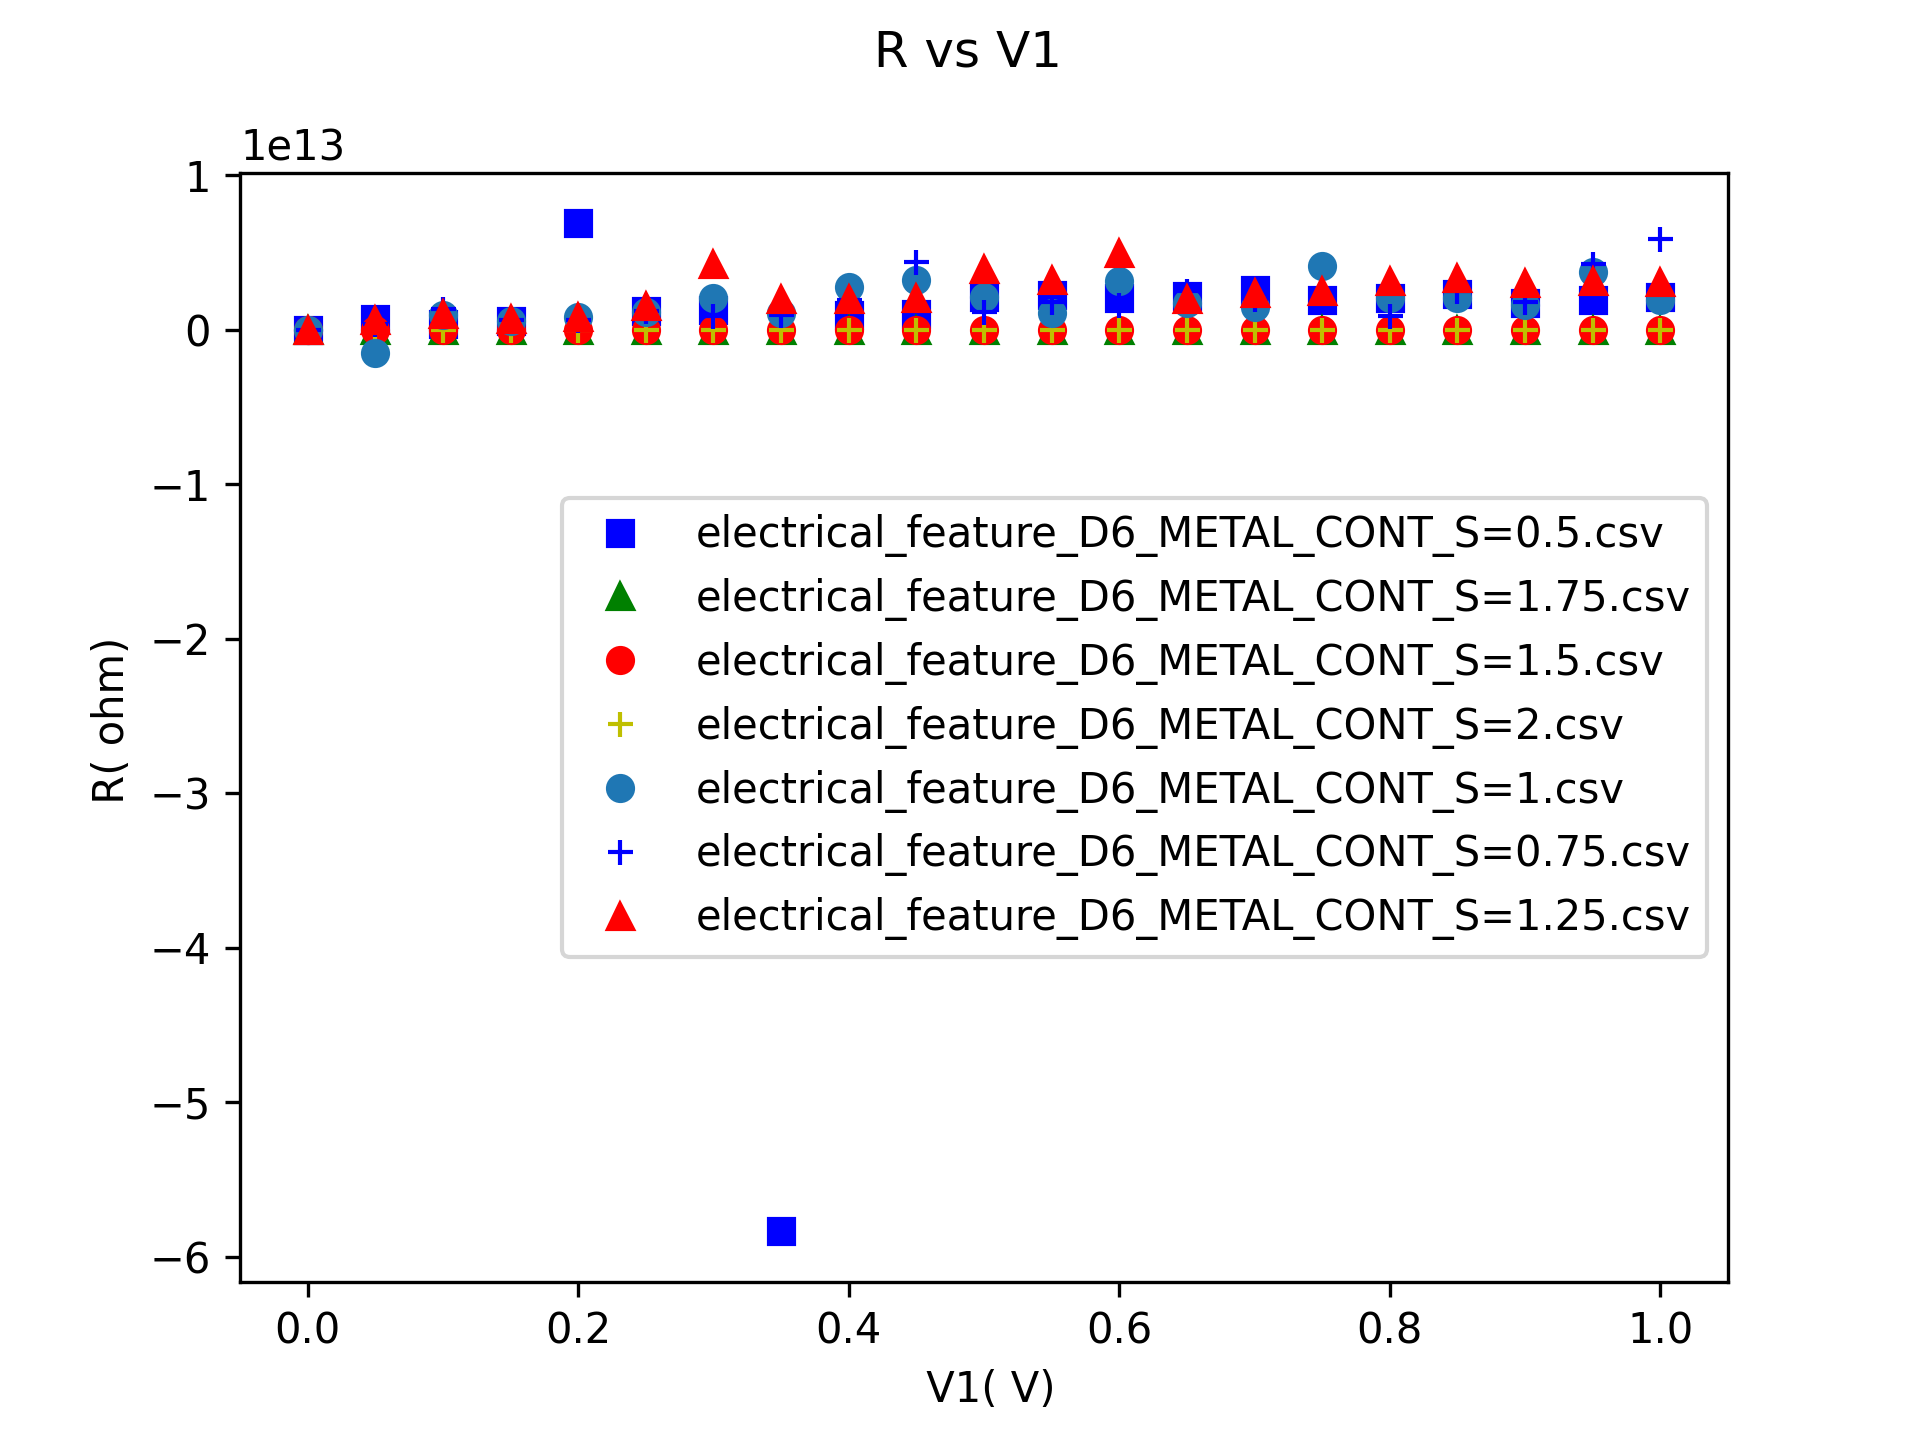 R vs V1
1e13
1
0
−1
−2
−3
−4
−5
−6
R( ohm)
electrical_feature_D6_METAL_CONT_S=0.5.csv
electrical_feature_D6_METAL_CONT_S=1.75.csv
electrical_feature_D6_METAL_CONT_S=1.5.csv
electrical_feature_D6_METAL_CONT_S=2.csv
electrical_feature_D6_METAL_CONT_S=1.csv
electrical_feature_D6_METAL_CONT_S=0.75.csv
electrical_feature_D6_METAL_CONT_S=1.25.csv
0.0 0.2 0.4 0.6 0.8 1.0
V1( V)